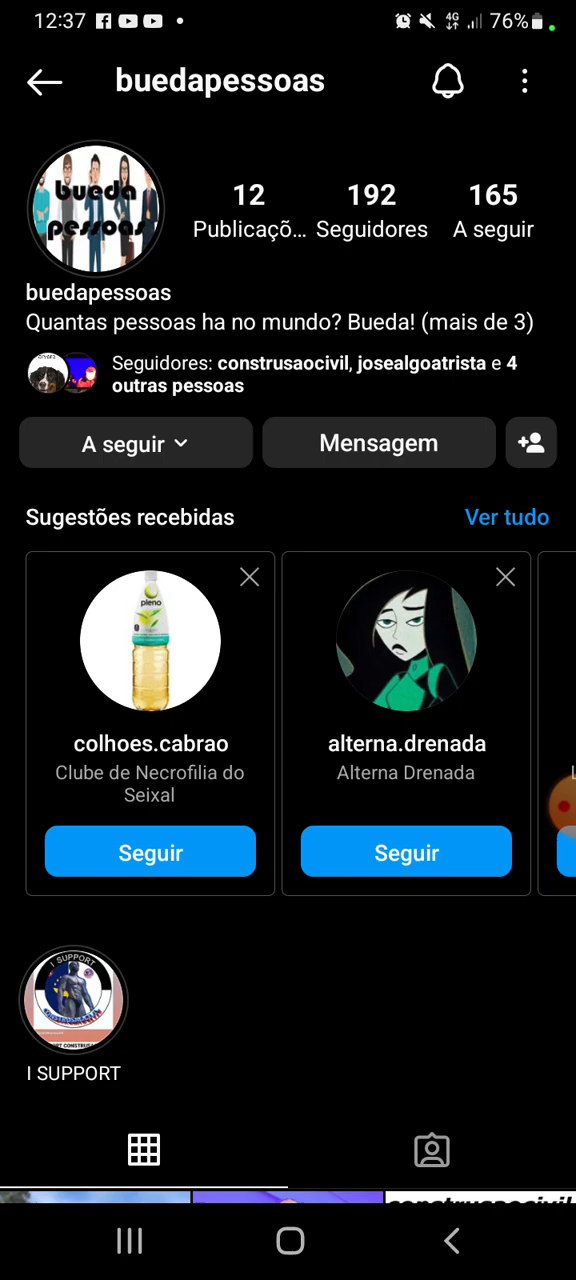 12:37
4G
76%
buedapessoas
bueda
pessoas
12
192
165
Publicaçõ...
Seguidores
A seguir
buedapessoas
Quantas pessoas ha no mundo? Bueda! (mais de 3)
Seguidores: construsaocivil, josealgoatrista e 4
outras pessoas
A seguir
Mensagem
Sugestões recebidas
Ver tudo
pleno
colhoes.cabrao
Clube de Necrofilia do
Seixal
Seguir
alterna.drenada
Alterna Drenada
Seguir
I SUPPORT
I SUPPORT
construsaocivil